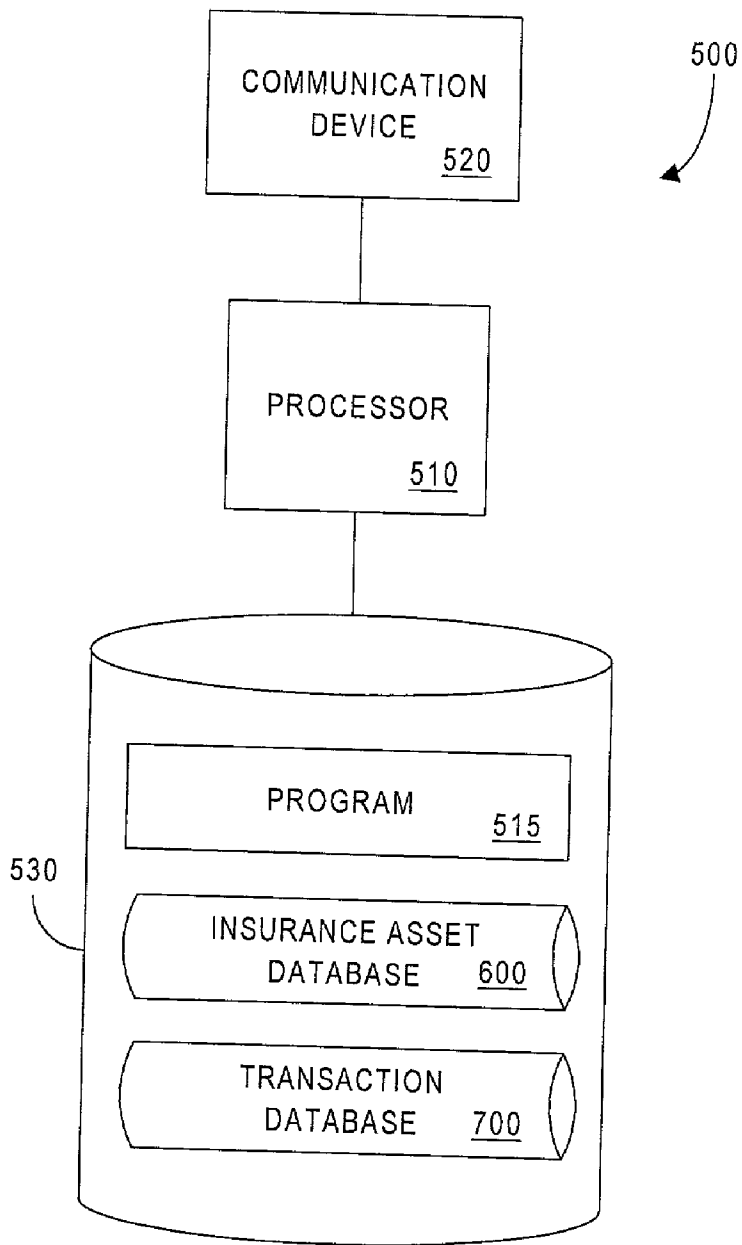 500
COMMUNICATION
DEVICE
520
PROCESSOR
510
PROGRAM
515
530
INSURANCE ASSET
DATABASE 600
TRANSACTION
DATABASE 700